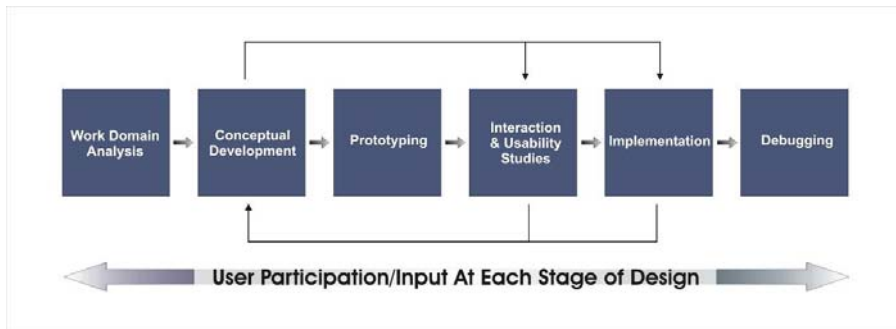 Work Domain
Analysis
Conceptual
Development
Prototyping
Interaction
& Usability
Studies
Implementation
Debugging
User Participation/Input At Each Stage of Design